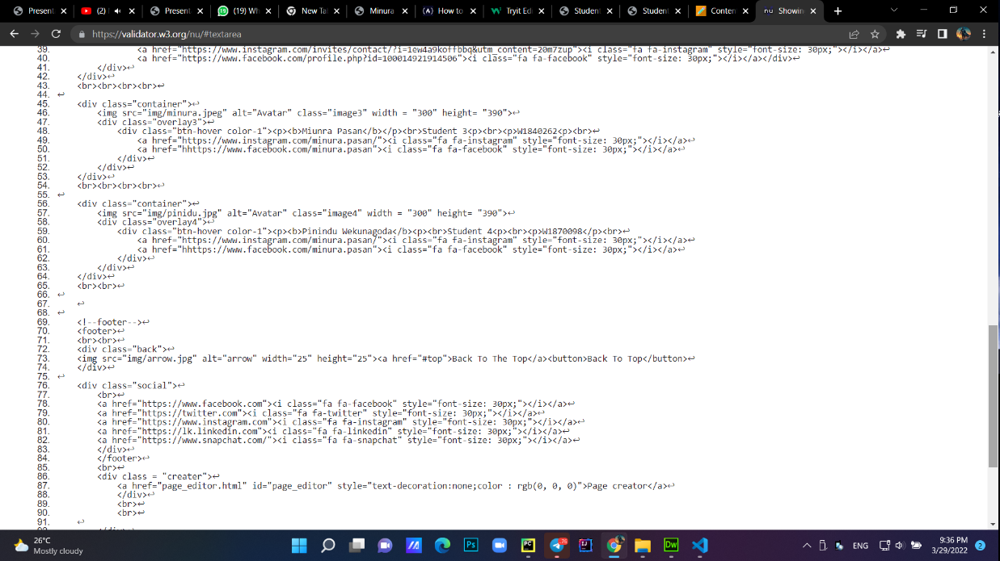 Present
(2)
Present
(19) Wh
New Ta
Minura
How to
Tryit Ed
Student
Student
Conten
Showin
https://validator.w3.org/nu/#textarea
39. <a href="https://www.instagram.com/invites/contact/?i=1ew4a9koffbbq&utm_content=20m7zup"><i class="fa fa-instagram" style="font-size: 30px;"></i></a>↩
40. <a href="https://www.facebook.com/profile.php?id=100014921914506"><i class="fa fa-facebook" style="font-size: 30px;"></i></a></div>↩
41. </div>↩
42. </div>↩
43. <br><br><br><br>↩
44. ↩
45. <div class="container">↩
46. <img src="img/minura.jpeg" alt="Avatar" class="image3" width = "300" height= "390">↩
47. <div class="overlay3">↩
48. <div class="btn-hover color-1"><p><b>Miunra Pasan</b></p><br>Student 3<p><br><p>W1840262<p><br>↩
49. <a href="https://www.instagram.com/minura.pasan/"><i class="fa fa-instagram" style="font-size: 30px;"></i></a>↩
50. <a href="hhttps://www.facebook.com/minura.pasan"><i class="fa fa-facebook" style="font-size: 30px;"></i></a>↩
51. </div>↩
52. </div>↩
53. </div>↩
54. <br><br><br><br>↩
55. ↩
56. <div class="container">↩
57. <img src="img/pinidu.jpg" alt="Avatar" class="image4" width = "300" height= "390">↩
58. <div class="overlay4">↩
59. <div class="btn-hover color-1"><p><b>Pinindu Wekunagoda</b><p><br>Student 4<p><br><p>W1870098</p><br>↩
60. <a href="https://www.instagram.com/minura.pasan/"><i class="fa fa-instagram" style="font-size: 30px;"></i></a>↩
61. <a href="hhttps://www.facebook.com/minura.pasan"><i class="fa fa-facebook" style="font-size: 30px;"></i></a>↩
62. </div>↩
63. </div>↩
64. </div>↩
65. <br><br>↩
66. ↩
67. ↩
68. ↩
69. <!--footer-->↩
70. <footer>↩
71. <br><br>↩
72. <div class="back">↩
73. <img src="img/arrow.jpg" alt="arrow" width="25" height="25"><a href="#top">Back To The Top</a><button>Back To Top</button>↩
74. </div>↩
75. ↩
76. <div class="social">↩
77. <br>↩
78. <a href="https://www.facebook.com"><i class="fa fa-facebook" style="font-size: 30px;"></i></a>↩
79. <a href="https://twitter.com"><i class="fa fa-twitter" style="font-size: 30px;"></i></a>↩
80. <a href="https://www.instagram.com"><i class="fa fa-instagram" style="font-size: 30px;"></i></a>↩
81. <a href="https://lk.linkedin.com"><i class="fa fa-linkedin" style="font-size: 30px;"></i></a>↩
82. <a href="https://www.snapchat.com/"><i class="fa fa-snapchat" style="font-size: 30px;"></i></a>↩
83. </div>↩
84. </footer>↩
85. <br>↩
86. <div class = "creater">↩
87. <a href="page_editor.html" id="page_editor" style="text-decoration:none;color : rgb(0, 0, 0)">Page creator</a>↩
88. </div>↩
89. <br>↩
90. <br>↩
91. ↩
26°C
Mostly cloudy
ENG
9:36 PM
3/29/2022
2